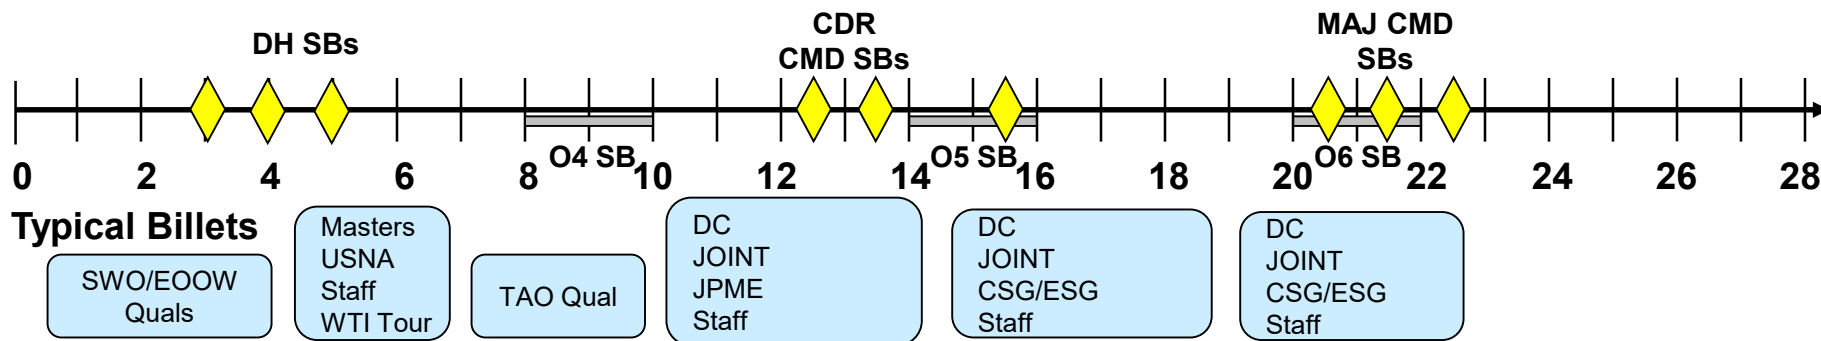 DH SBs
CDR
CMD SBs
MAJ CMD
SBs
O4 SB
O5 SB
O6 SB
0 2 4 6 8 10 12 14 16 18 20 22 24 26 28
Typical Billets
SWO/EOOW
Quals
Masters
USNA
Staff
WTI Tour
TAO Qual
DC
JOINT
JPME
Staff
DC
JOINT
CSG/ESG
Staff
DC
JOINT
CSG/ESG
Staff